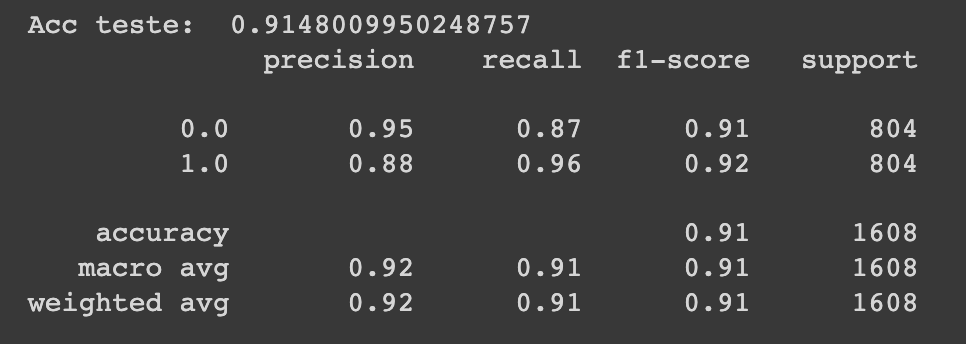 Acc teste:  0.9148009950248757
              precision    recall  f1-score   support

         0.0       0.95      0.87      0.91       804
         1.0       0.88      0.96      0.92       804

    accuracy                           0.91      1608
   macro avg       0.92      0.91      0.91      1608
weighted avg       0.92      0.91      0.91      1608